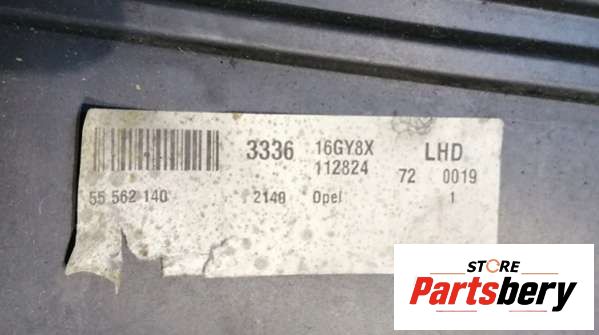 3336 16GY8X LHD
112824 72 0019
55 562 140 2140 Opel 1
STORE
Partsbery